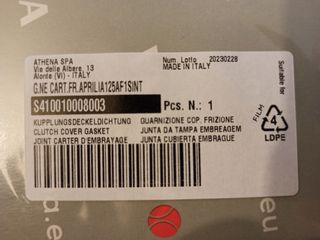 ATHENA SPA
Via delle Albere, 13
Alonte (VI) - ITALY
Num. Lotto 20230228
MADE IN ITALY
G.NE CART.FR.APRILIA125AF1SINT
S410010008003
Pcs. N.: 1
KUPPLUNGSDECKELDICHTUNG
GUARNIZIONE COP. FRIZIONE
CLUTCH COVER GASKET
JUNTA DA TAMPA EMBREAGEM
JOINT CARTER D'EMBRAYAGE
JUNTA CUBIERTA EMBRAGUE
Suitable for
FILM
4
LDPE